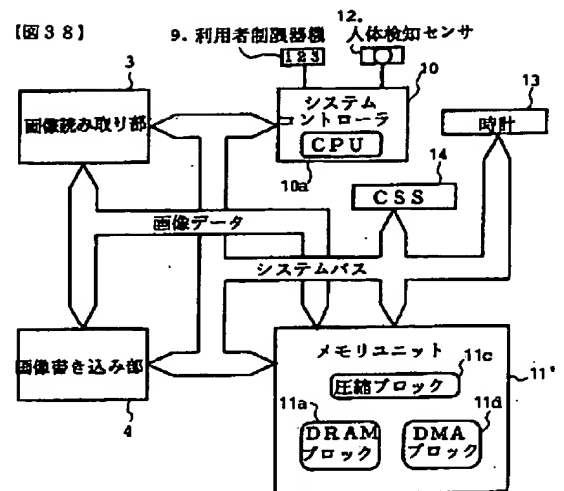 【図38】
9. 利用者制限器機
12.
人体検知センサ
123
3
10
13
画像読み取り部
システム
コントローラ
CPU
10a
時計
14
CSS
画像データ
システムバス
画像書き込み部
4
メモリユニット
11c
圧縮ブロック
11'
11a
11d
DRAM
ブロック
DMA
ブロック